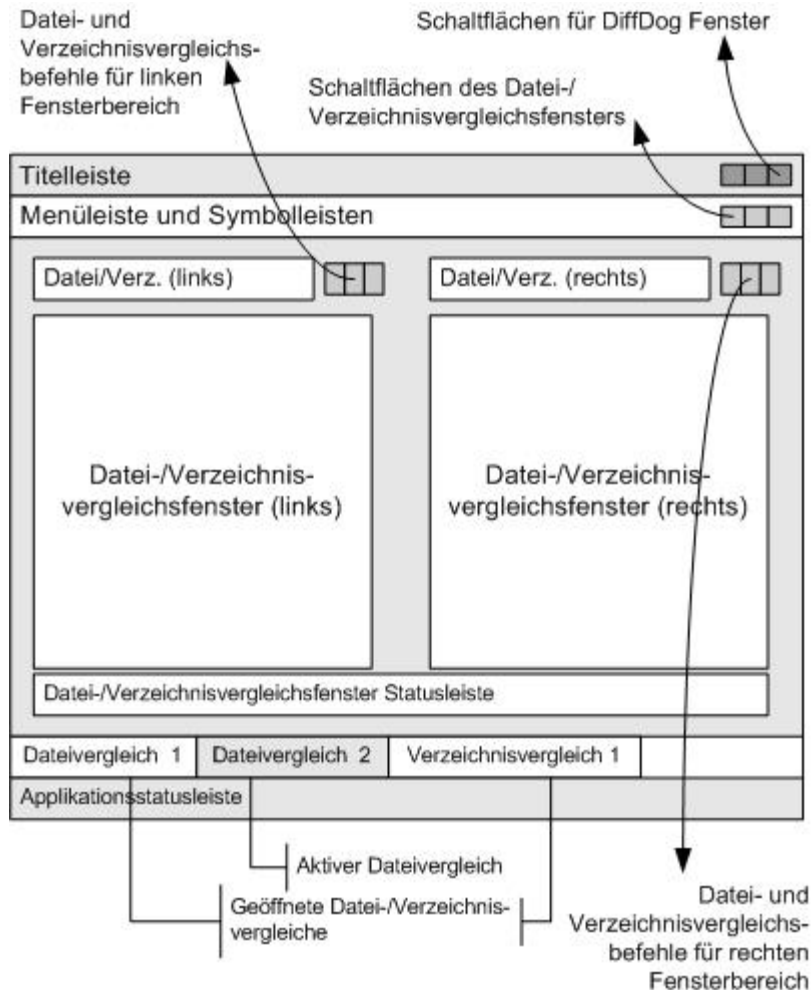 Datei- und
Verzeichnisvergleichs-
befehle für linken
Fensterbereich
Schaltflächen für DiffDog Fenster
Schaltflächen des Datei-/
Verzeichnisvergleichsfensters
Titelleiste
Menüleiste und Symbolleisten
Datei/Verz. (links)
Datei/Verz. (rechts)
Datei-/Verzeichnis-
vergleichsfenster (links)
Datei-/Verzeichnis-
vergleichsfenster (rechts)
Datei-/Verzeichnisvergleichsfenster Statusleiste
Dateivergleich 1
Dateivergleich 2
Verzeichnisvergleich 1
Applikationsstatusleiste
Aktiver Dateivergleich
Geöffnete Datei-/Verzeichnis-
vergleiche
Datei- und
Verzeichnisvergleichs-
befehle für rechten
Fensterbereich